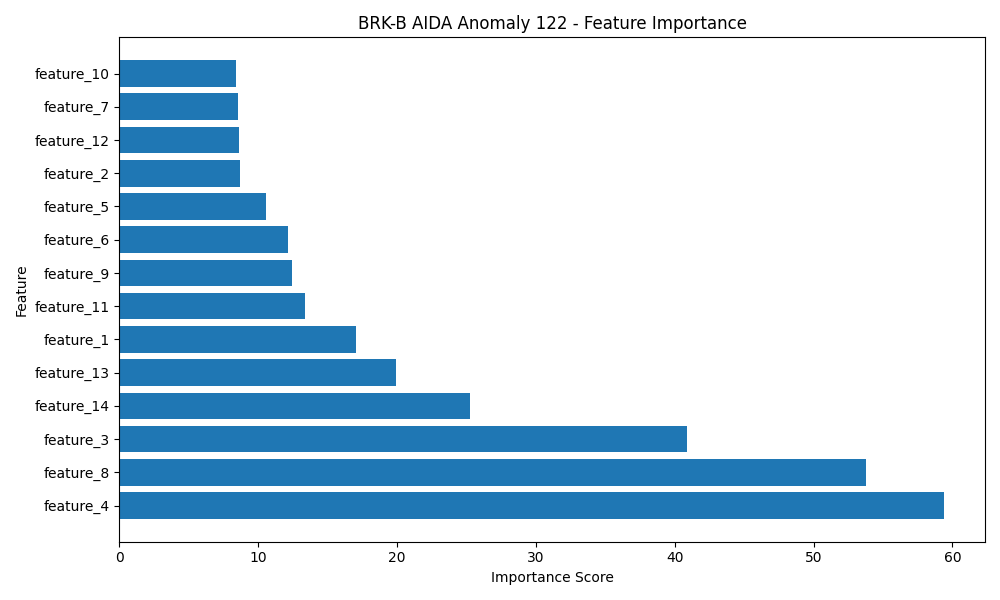 BRK-B AIDA Anomaly 122 - Feature Importance
feature_10
feature_7
feature_12
feature_2
feature_5
feature_6
feature_9
feature_11
feature_1
feature_13
feature_14
feature_3
feature_8
feature_4
Feature
0 10 20 30 40 50 60
Importance Score